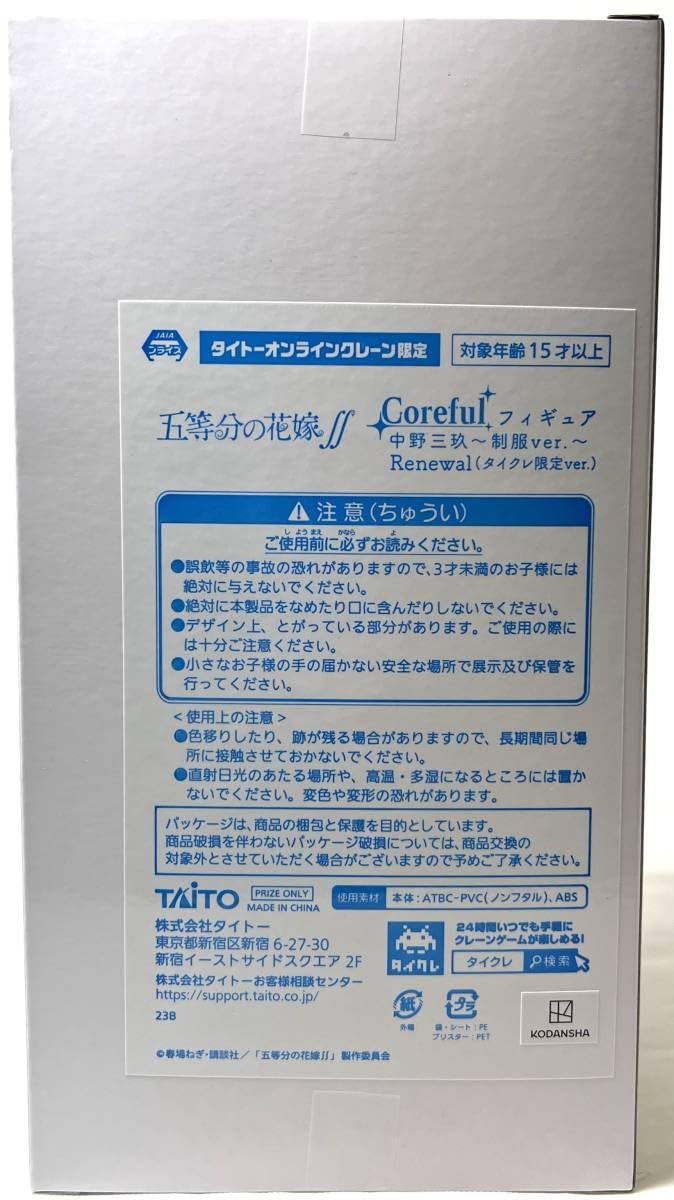 JAIA
プライズ
タイトーオンラインクレーン限定
対象年齢15才以上
五等分の花嫁∬
Coreful フィギュア
中野三玖～制服ver.～
Renewal(タイクレ限定ver.)
注意(ちゅうい)
しようまえ かなら よ
ご使用前に必ずお読みください。
●誤飲等の事故の恐れがありますので、3才未満のお子様には
絶対に与えないでください。
●絶対に本製品をなめたり口に含んだりしないでください。
●デザイン上、とがっている部分があります。ご使用の際に
は十分ご注意ください。
●小さなお子様の手の届かない安全な場所で展示及び保管を
行ってください。
<使用上の注意>
●色移りしたり、跡が残る場合がありますので、長期間同じ場
所に接触させておかないでください。
●直射日光のあたる場所や、高温・多湿になるところには置か
ないでください。変色や変形の恐れがあります。
パッケージは、商品の梱包と保護を目的としています。
商品破損を伴わないパッケージ破損については、商品交換の
対象外とさせていただく場合がございますので予めご了承ください。
TAITO
PRIZE ONLY
MADE IN CHINA
使用素材 本体:ATBC-PVC(ノンフタル)、ABS
株式会社タイトー
東京都新宿区新宿6-27-30
新宿イーストサイドスクエア 2F
株式会社タイトーお客様相談センター
https://support.taito.co.jp/
23B
タイクレ
24時間いつでも手軽に
クレーンゲームが楽しめる!
タイクレ 検索
紙
外箱
プラ
袋・シート:PE
ブリスター:PET
KODANSHA
©春場ねぎ・講談社/「五等分の花嫁∬」製作委員会